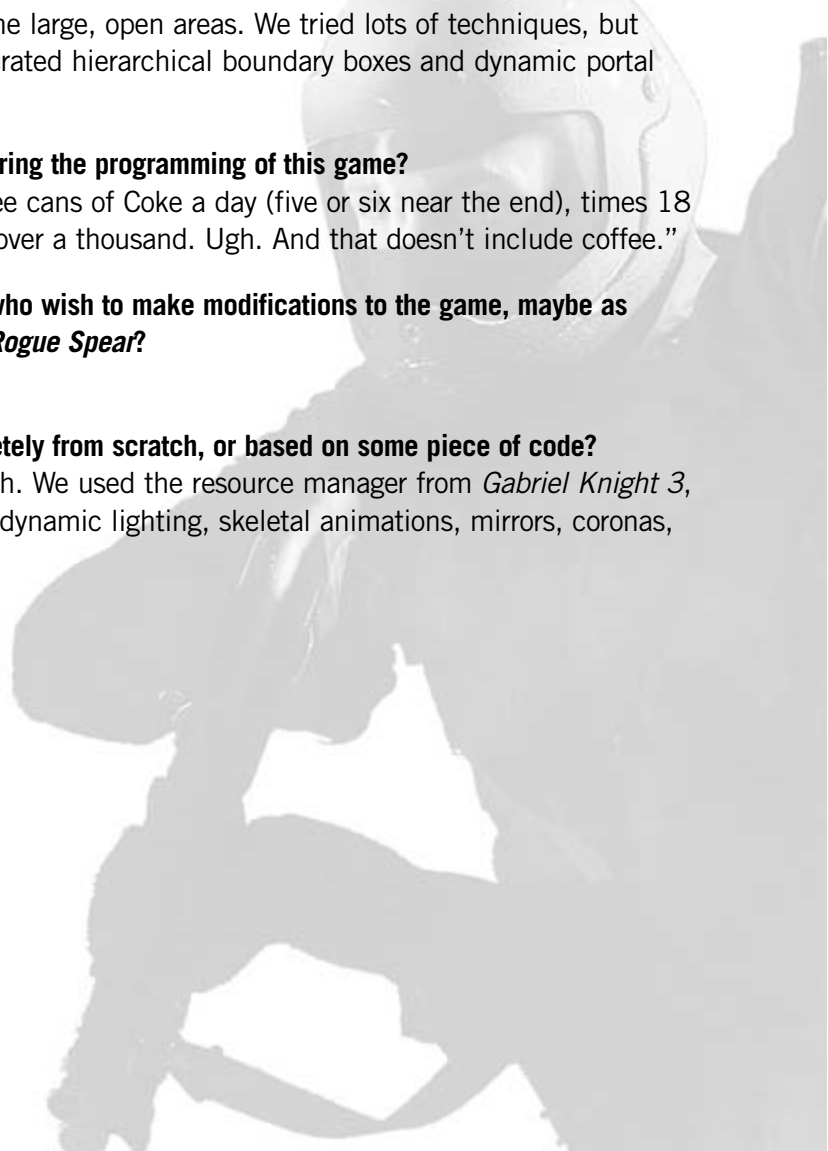 ne large, open areas. We tried lots of techniques, but
erated hierarchical boundary boxes and dynamic portal
ring the programming of this game?
ee cans of Coke a day (five or six near the end), times 18
over a thousand. Ugh. And that doesn’t include coffee.”
who wish to make modifications to the game, maybe as
Rogue Spear?
etely from scratch, or based on some piece of code?
h. We used the resource manager from Gabriel Knight 3,
dynamic lighting, skeletal animations, mirrors, coronas,